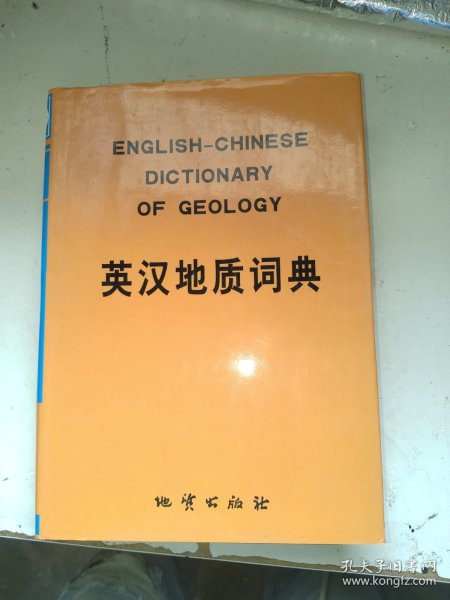 ENGLISH-CHINESE
DICTIONARY
OF GEOLOGY
英汉地质词典
地质出版社
孔夫子旧书网
www.kongfz.com